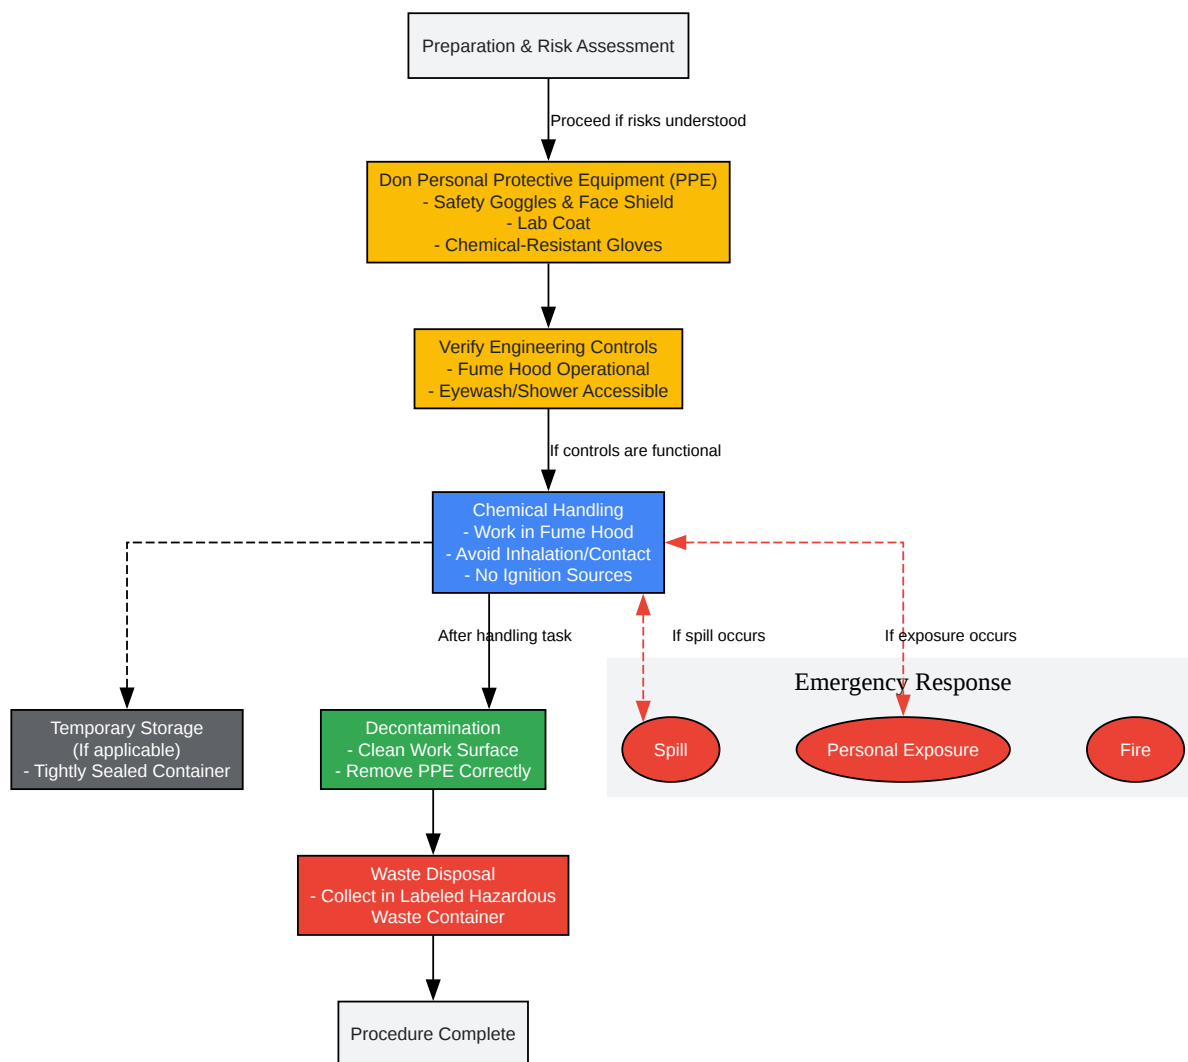 Preparation & Risk Assessment
Proceed if risks understood
Don Personal Protective Equipment (PPE)
- Safety Goggles & Face Shield
- Lab Coat
- Chemical-Resistant Gloves
Verify Engineering Controls
- Fume Hood Operational
- Eyewash/Shower Accessible
If controls are functional
Chemical Handling
- Work in Fume Hood
- Avoid Inhalation/Contact
- No Ignition Sources
After handling task
If spill occurs
If exposure occurs
Emergency Response
Temporary Storage
(If applicable)
- Tightly Sealed Container
Decontamination
- Clean Work Surface
- Remove PPE Correctly
Spill
Personal Exposure
Fire
Waste Disposal
- Collect in Labeled Hazardous
Waste Container
Procedure Complete